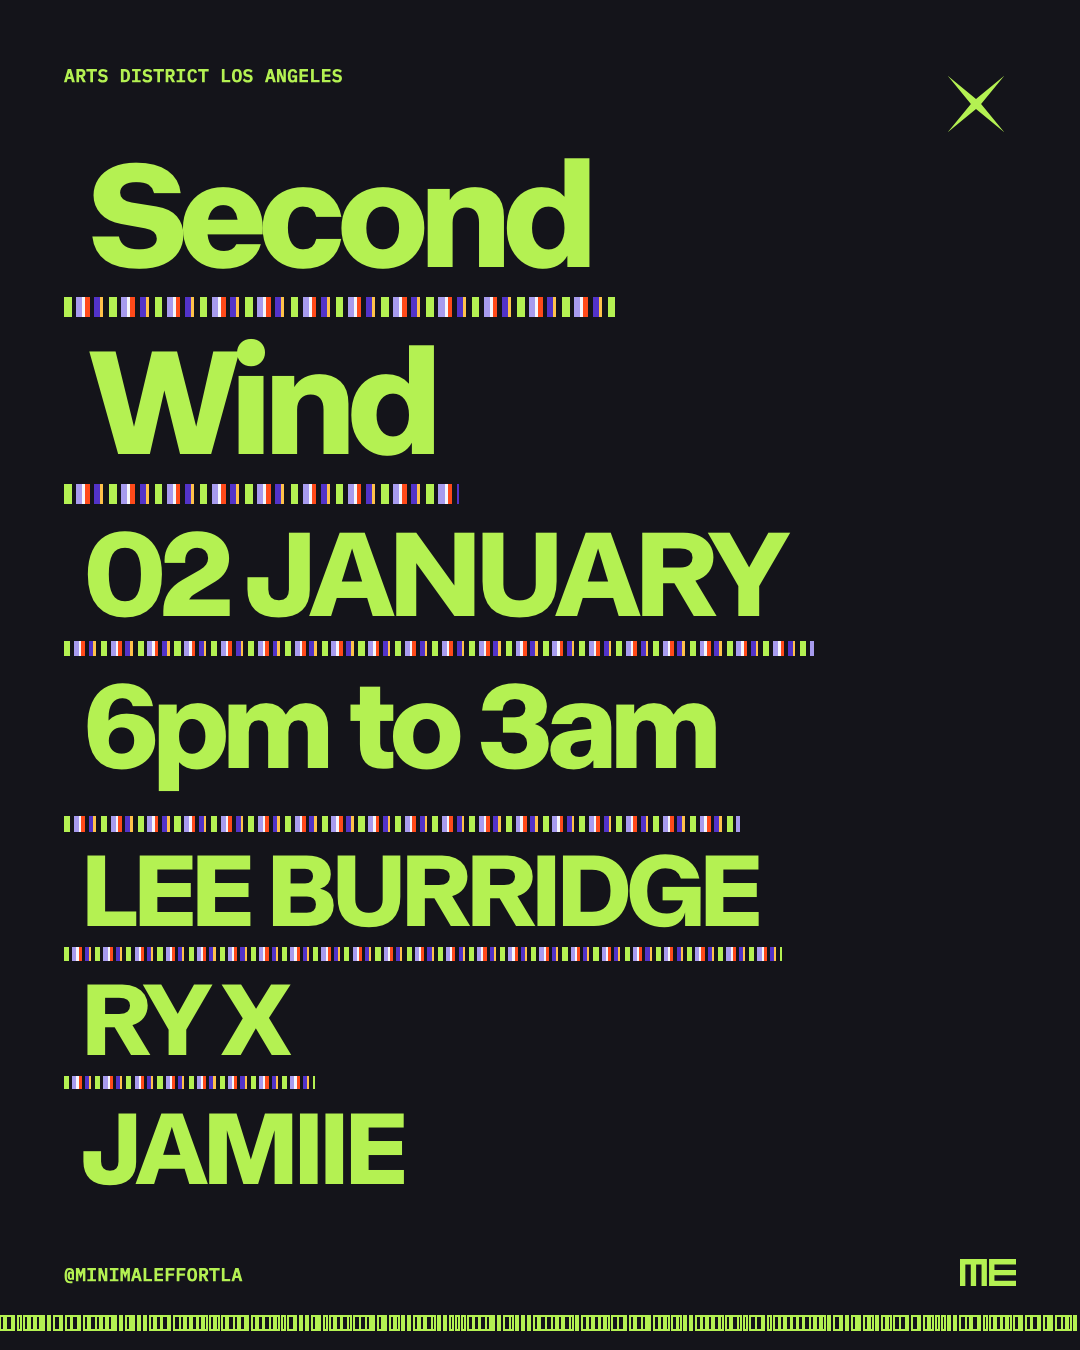 ARTS DISTRICT LOS ANGELES
Second
Wind
02 JANUARY
6pm to 3am
LEE BURRIDGE
RY X
JAMIIE
@MINIMALEFFORTLA
ME